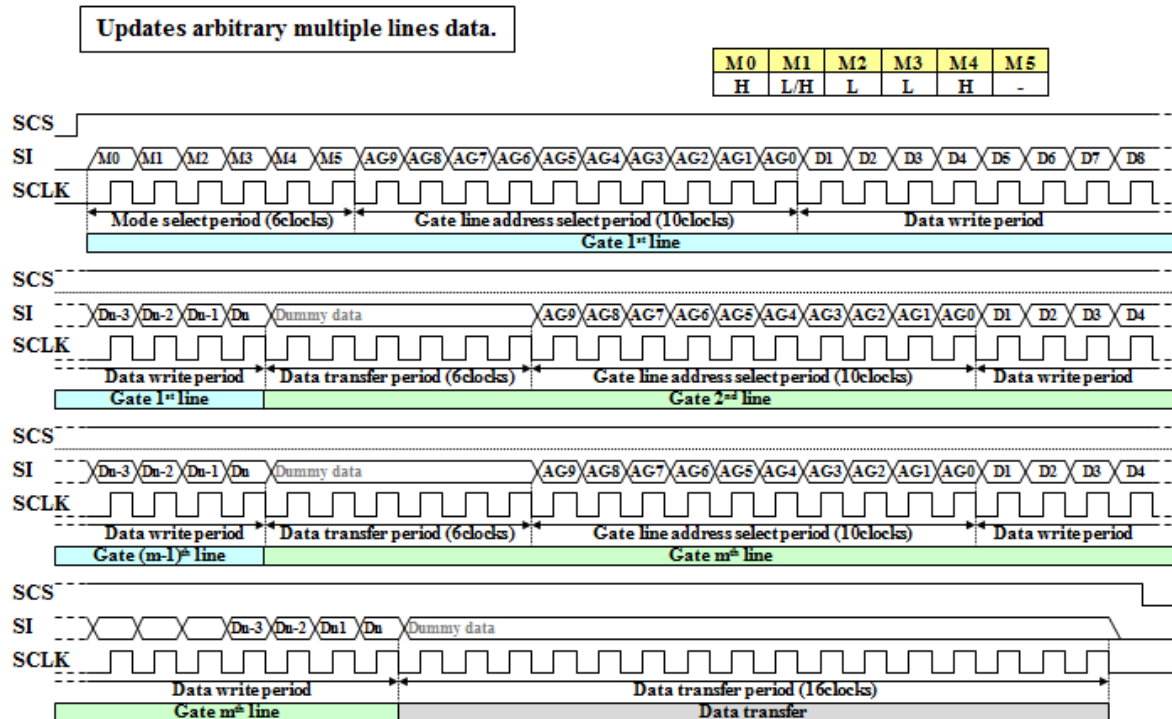 Updates arbitrary multiple lines data.
M0 M1 M2 M3 M4 M5
H L/H L L H -
SCS
SI M0 M1 M2 M3 M4 M5 AG9 AG8 AG7 AG6 AG5 AG4 AG3 AG2 AG1 AG0 D1 D2 D3 D4 D5 D6 D7 D8
SCLK
Mode select period (6clocks) Gate line address select period (10clocks) Data write period
Gate 1st line
SCS
SI Dn-3 Dn-2 Dn-1 Dn Dummy data AG9 AG8 AG7 AG6 AG5 AG4 AG3 AG2 AG1 AG0 D1 D2 D3 D4
SCLK
Data write period Data transfer period (6clocks) Gate line address select period (10clocks) Data write period
Gate 1st line Gate 2nd line
SCS
SI Dn-3 Dn-2 Dn-1 Dn Dummy data AG9 AG8 AG7 AG6 AG5 AG4 AG3 AG2 AG1 AG0 D1 D2 D3 D4
SCLK
Data write period Data transfer period (6clocks) Gate line address select period (10clocks) Data write period
Gate (m-1)th line Gate mth line
SCS
SI Dn-3 Dn-2 Dn1 Dn Dummy data
SCLK
Data write period Data transfer period (16clocks)
Gate mth line Data transfer